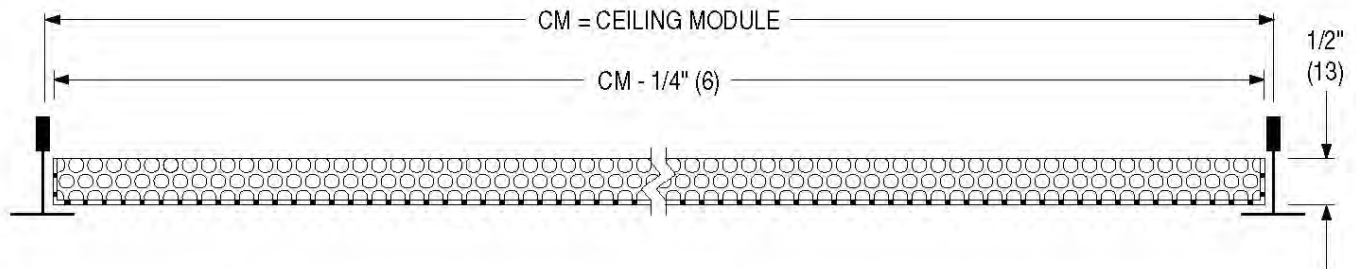 CM = CEILING MODULE
1/2"
(13)
CM - 1/4" (6)